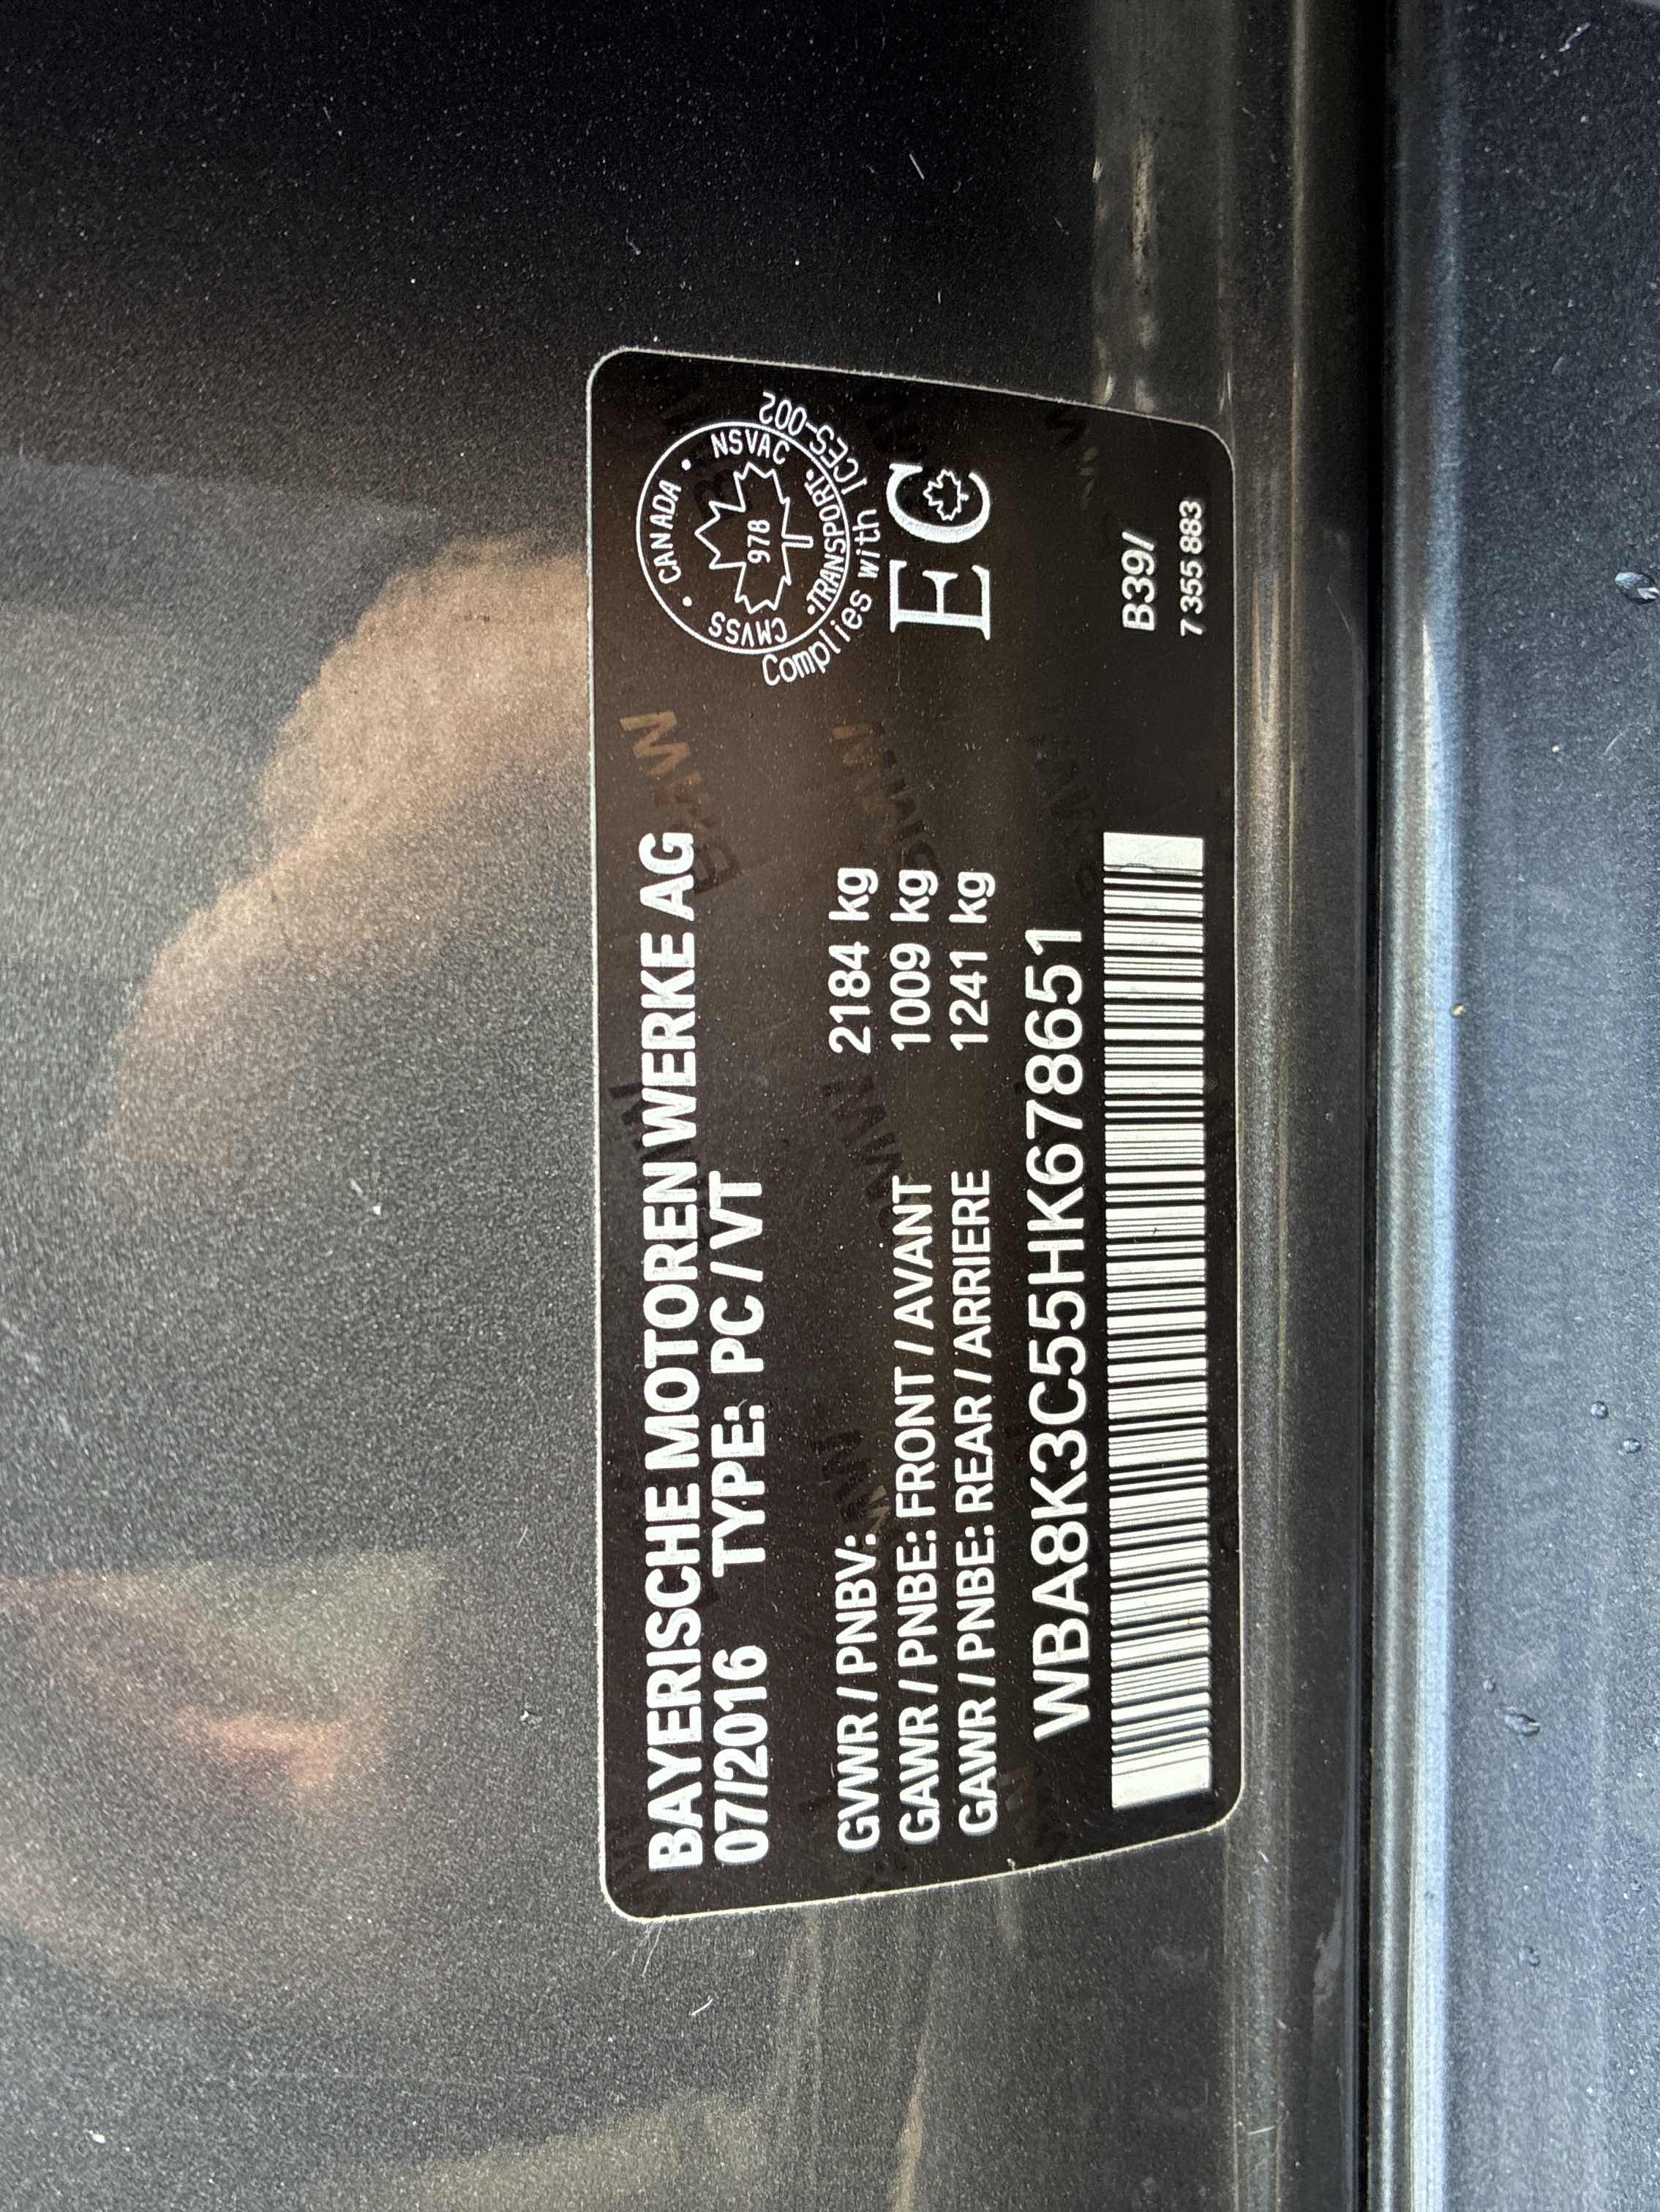 BAYERISCHE MOTOREN WERKE AG
07/2016 TYPE: PC / VT
GVWR / PNBV: 2184 kg
GAWR / PNBE: FRONT / AVANT 1009 kg
GAWR / PNBE: REAR / ARRIERE 1241 kg
WBA8K3C55HK678651
CANADA
CMVSS • NSVAC
978
TRANSPORT
Complies with ICES-002
EC
B39/
7 355 883
BMW